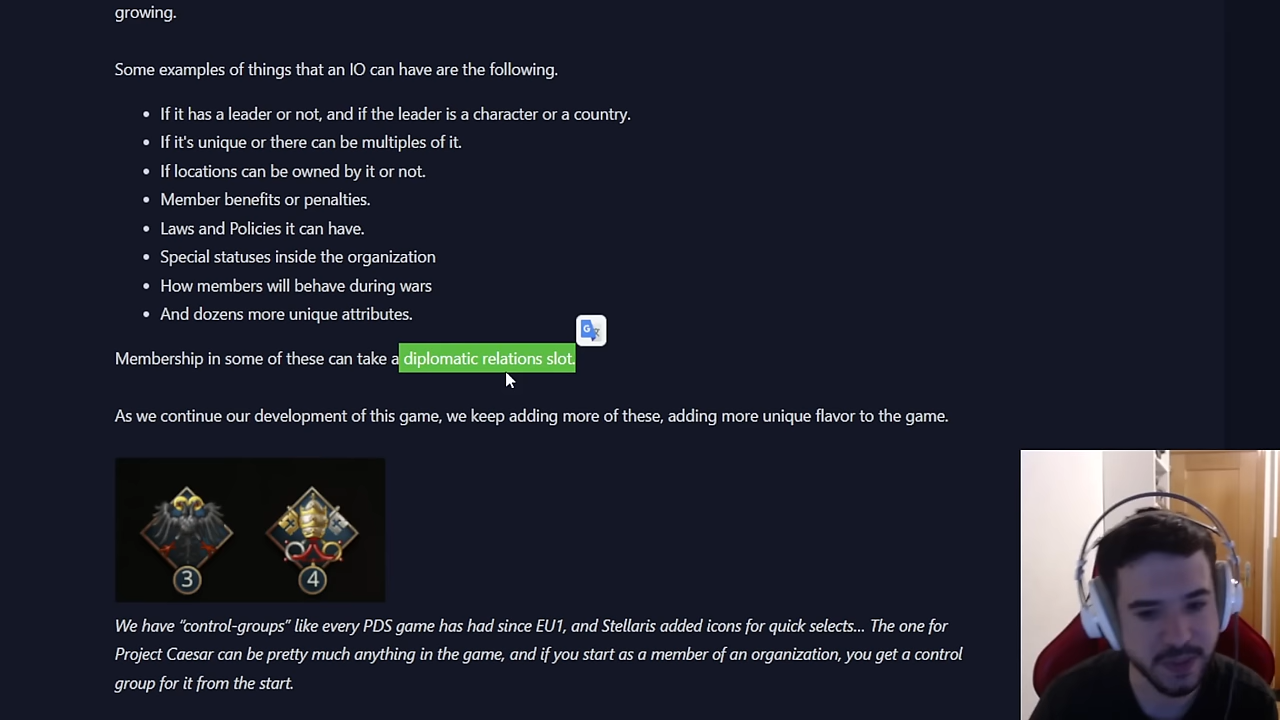 growing.
Some examples of things that an IO can have are the following.
• If it has a leader or not, and if the leader is a character or a country.
• If it's unique or there can be multiples of it.
• If locations can be owned by it or not.
• Member benefits or penalties.
• Laws and Policies it can have.
• Special statuses inside the organization
• How members will behave during wars
• And dozens more unique attributes.
Membership in some of these can take a diplomatic relations slot.
As we continue our development of this game, we keep adding more of these, adding more unique flavor to the game.
3 4
We have “control-groups” like every PDS game has had since EU1, and Stellaris added icons for quick selects... The one for
Project Caesar can be pretty much anything in the game, and if you start as a member of an organization, you get a control
group for it from the start.